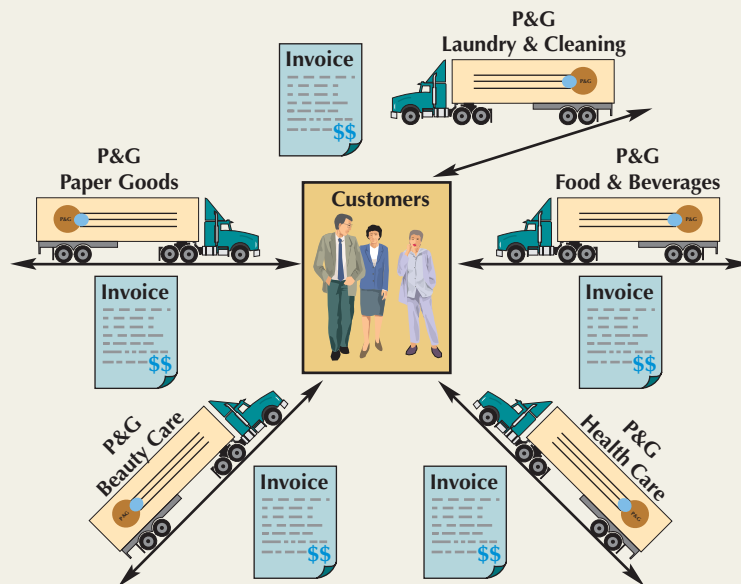 P&G
Laundry & Cleaning
P&G
Invoice
$$
P&G
Paper Goods
P&G
Food & Beverages
P&G
Customers
P&G
Invoice
$$
Invoice
$$
P&G
Beauty Care
P&G
P&G
Health Care
P&G
Invoice
$$
Invoice
$$